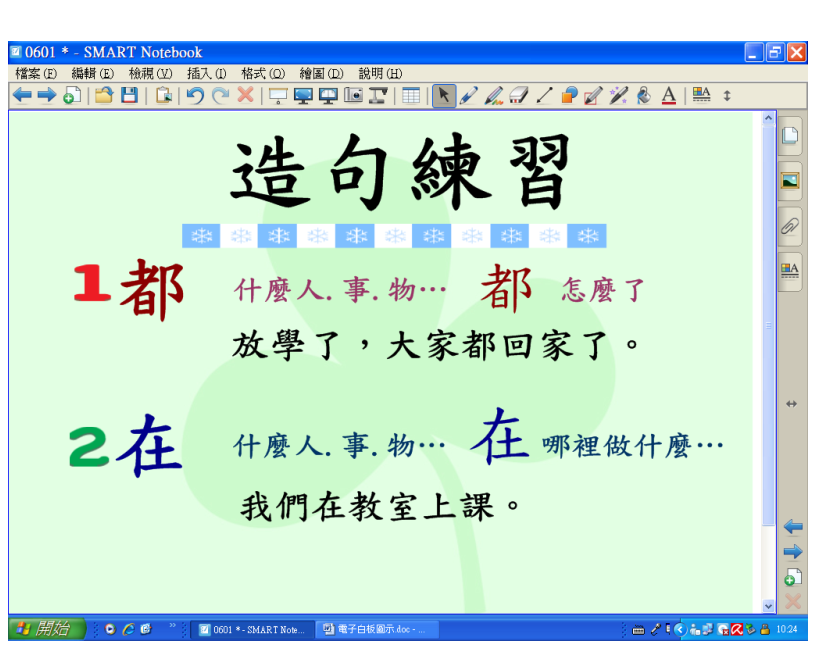 0601 * - SMART Notebook
檔案(F) 編輯(E) 檢視(V) 插入(I) 格式(O) 繪圖(D) 說明(H)
造句練習
1都 什麼人.事.物… 都 怎麼了
放學了，大家都回家了。
2在 什麼人.事.物… 在 哪裡做什麼…
我們在教室上課。
開始 0601 *- SMART Note... 電子白板圖示.doc - ... 10:24